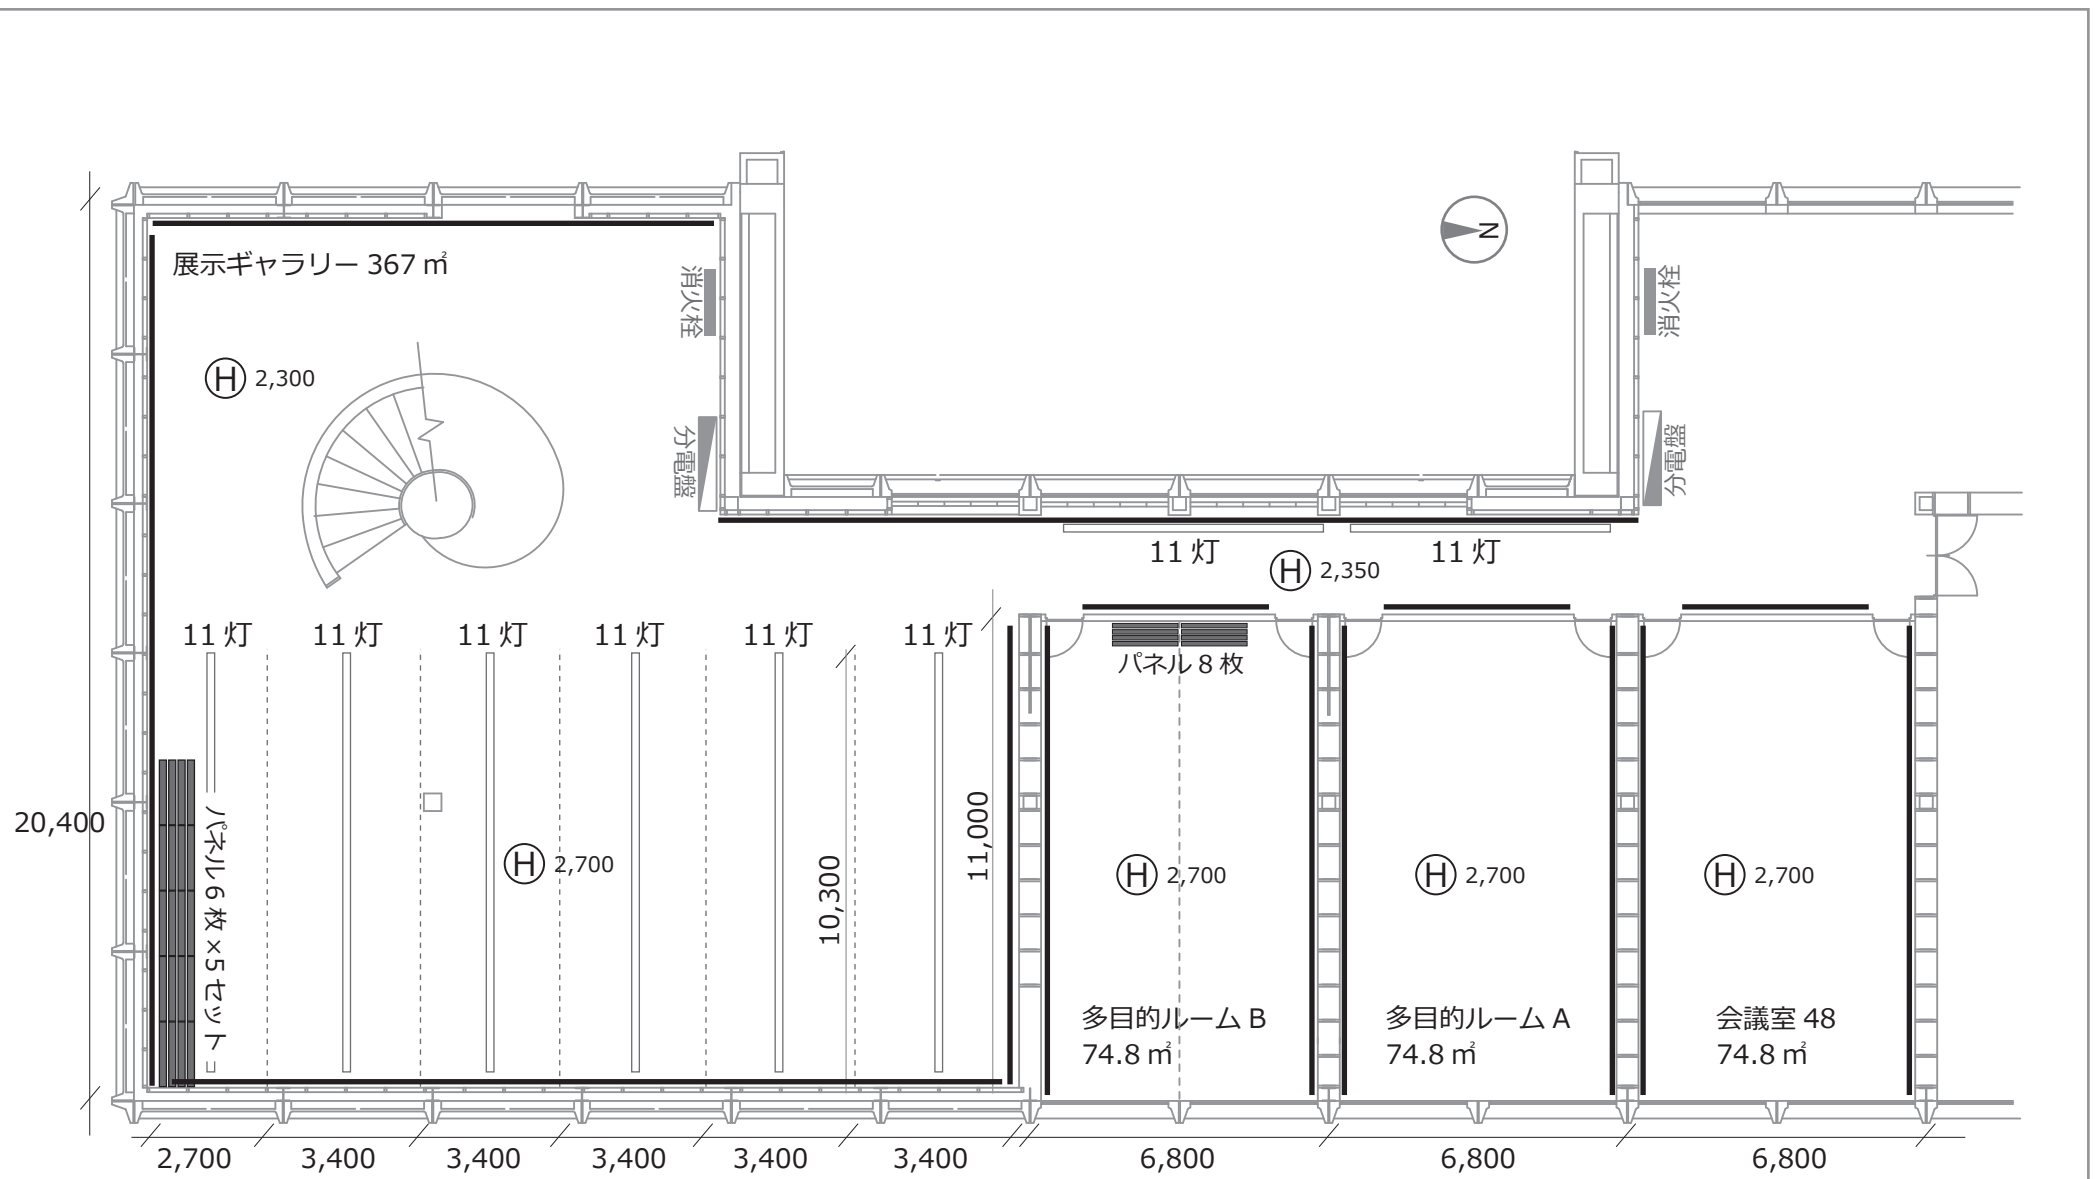 N
展示ギャラリー 367 ㎡
消火栓
消火栓
H 2,300
分電盤
分電盤
11 灯
11 灯
H 2,350
11 灯
11 灯
11 灯
11 灯
11 灯
11 灯
パネル 8 枚
20,400
パネル 6 枚 ×5 セット
H 2,700
10,300
11,000
H 2,700
H 2,700
H 2,700
多目的ルーム B
74.8 ㎡
多目的ルーム A
74.8 ㎡
会議室 48
74.8 ㎡
2,700
3,400
3,400
3,400
3,400
3,400
6,800
6,800
6,800